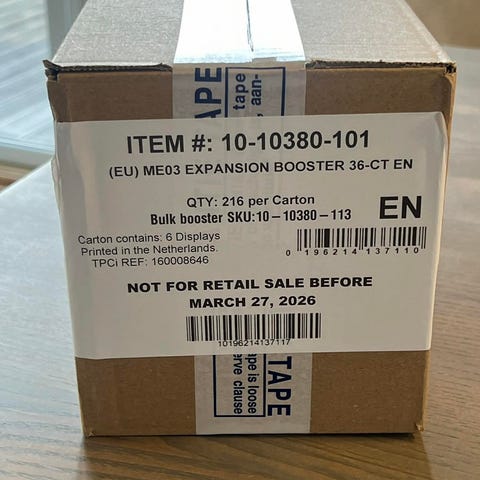 TAPE
tape
aan-
ITEM #: 10-10380-101
(EU) ME03 EXPANSION BOOSTER 36-CT EN
QTY: 216 per Carton
Bulk booster SKU:10-10380-113
EN
Carton contains: 6 Displays
Printed in the Netherlands.
TPCi REF: 160008646
0 196214 137110
NOT FOR RETAIL SALE BEFORE
MARCH 27, 2026
10196214137117
TAPE
tape is loose
erve clause